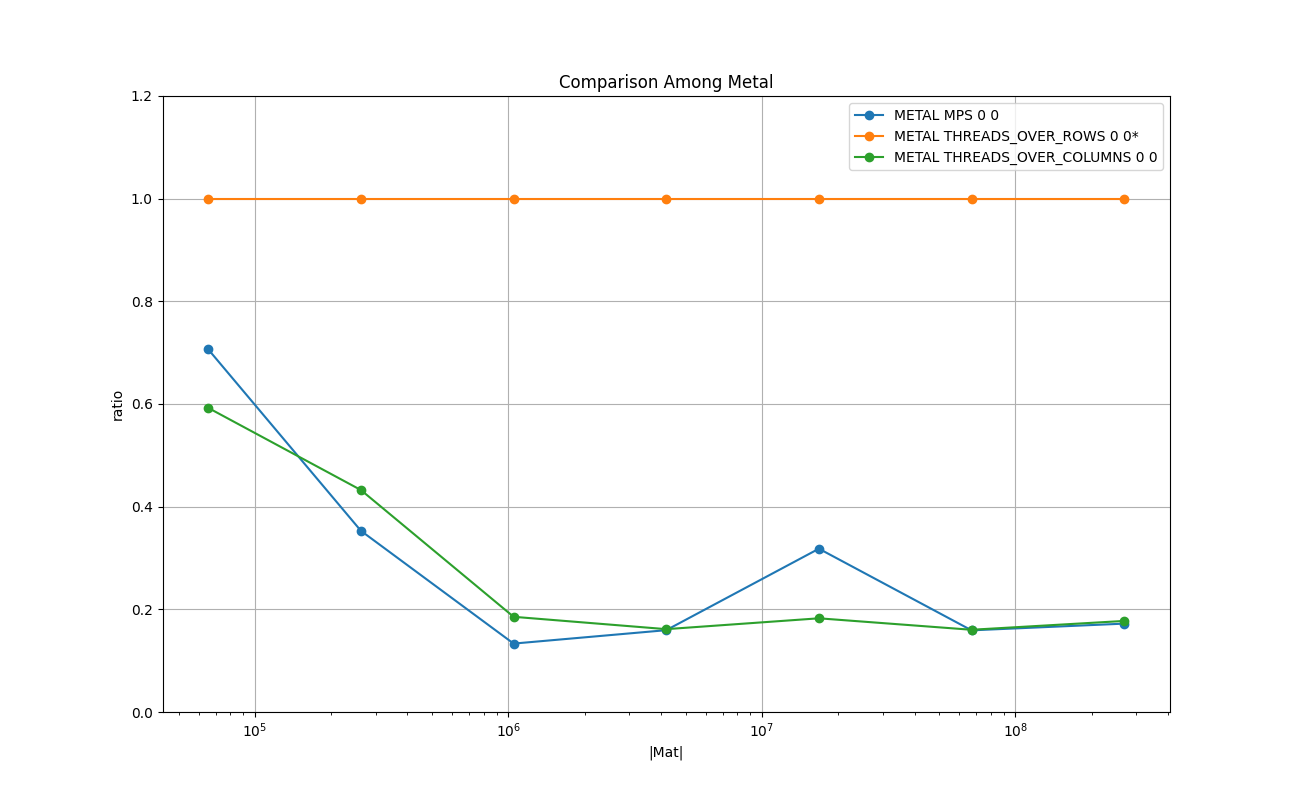 Comparison Among Metal
METAL MPS 0 0
METAL THREADS_OVER_ROWS 0 0*
METAL THREADS_OVER_COLUMNS 0 0
ratio
1.2
1.0
0.8
0.6
0.4
0.2
0.0
10⁵ 10⁶ 10⁷ 10⁸
|Mat|